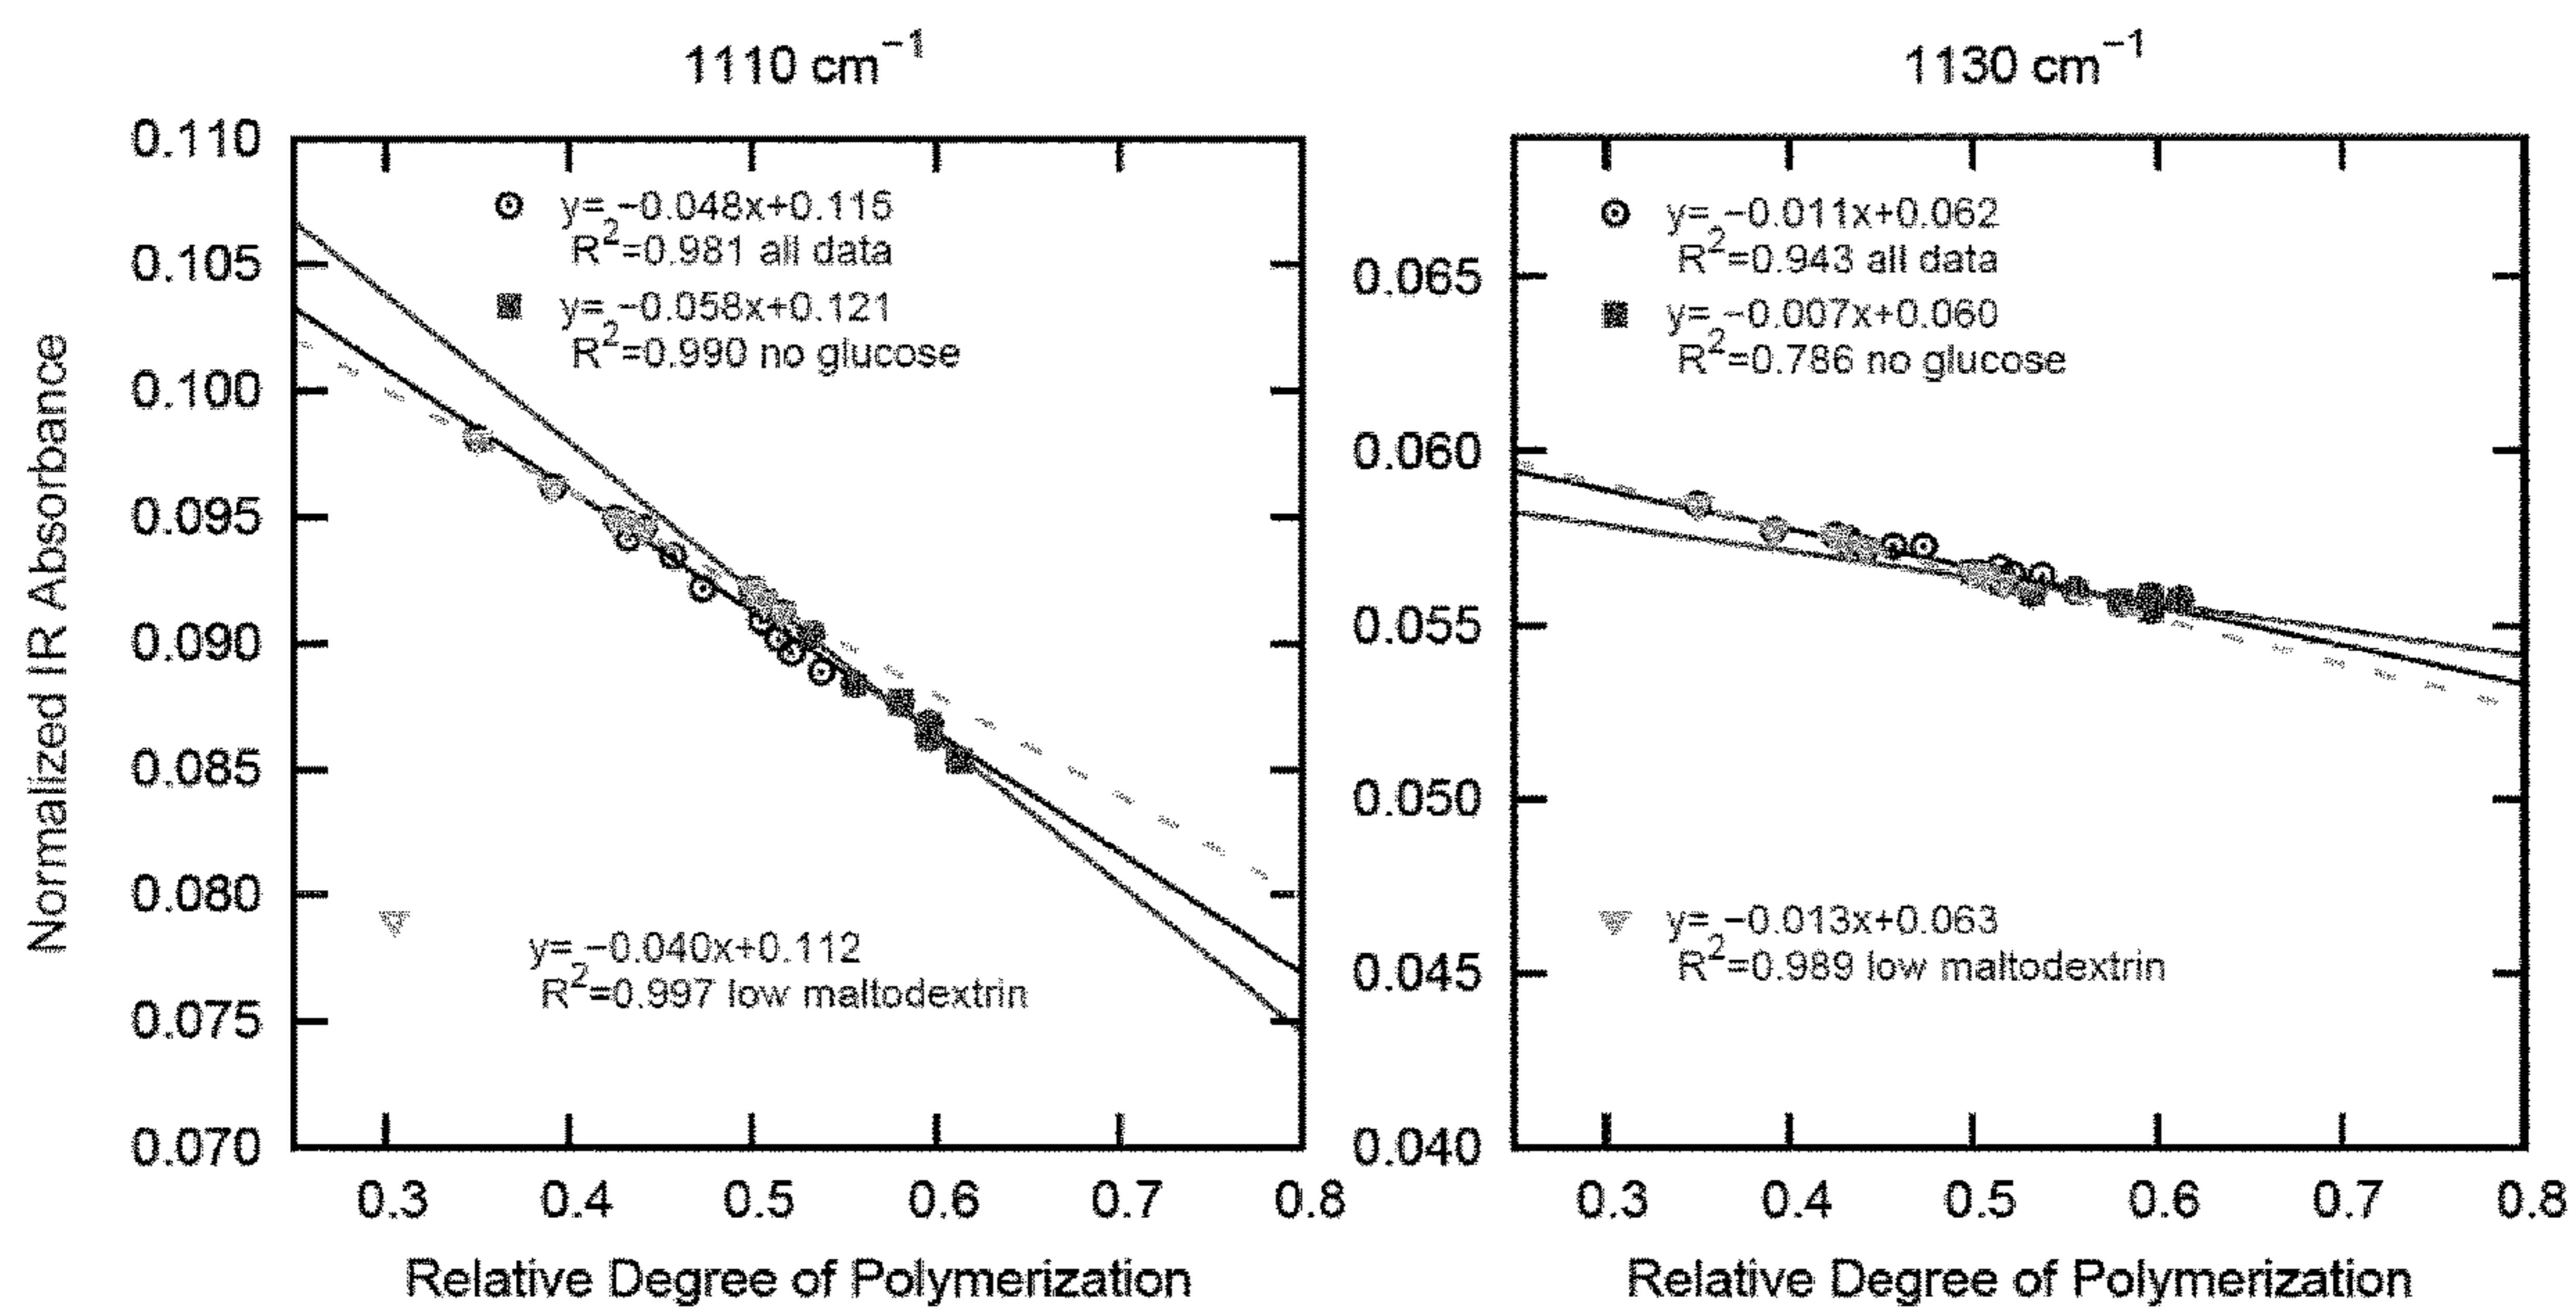 1110 cm⁻¹
0.110
0.105
0.100
0.095
0.090
0.085
0.080
0.075
0.070
Normalized IR Absorbance
y=−0.048x+0.115
R²=0.981 all data
y=−0.058x+0.121
R²=0.990 no glucose
y=−0.040x+0.112
R²=0.997 low maltodextrin
0.3 0.4 0.5 0.6 0.7 0.8
Relative Degree of Polymerization
1130 cm⁻¹
0.065
0.060
0.055
0.050
0.045
0.040
y=−0.011x+0.062
R²=0.943 all data
y=−0.007x+0.060
R²=0.786 no glucose
y=−0.013x+0.063
R²=0.989 low maltodextrin
0.3 0.4 0.5 0.6 0.7 0.8
Relative Degree of Polymerization